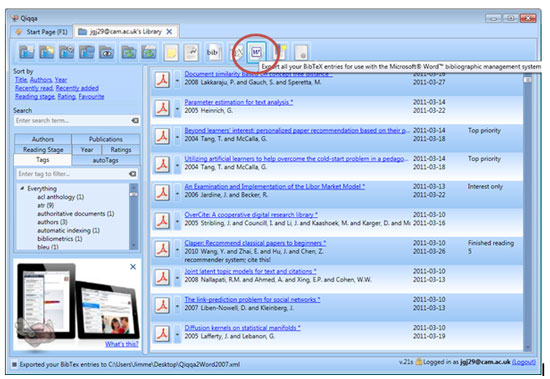 Qiqqa
Start Page (F1)
jgj29@cam.ac.uk's Library
bib
W
Export all your BibTeX entries for use with the Microsoft® Word™ bibliographic management system
Sort by
Title, Authors, Year
Recently read, Recently added
Reading stage, Rating, Favourite
Search
Enter search term...
Authors Publications
Reading Stage Year Ratings
Tags autoTags
Enter tag to filter...
Everything
acl anthology (1)
atr (9)
authoritative documents (1)
authors (3)
automatic indexing (1)
bibliometrics (1)
bleu (1)
What's this?
Document similarity based on concept tree distance " 2011-03-16
2008 Lakkaraju, P. and Gauch, S. and Speretta, M. 2011-03-27
Parameter estimation for text analysis " 2011-03-14
2005 Heinrich, G. 2011-03-22
Beyond learners' interest: personalized paper recommendation based on their p... 2011-03-14 Top priority
2004 Tang, T. and McCalla, G. 2011-03-18
Utilizing artificial learners to help overcome the cold-start problem in a pedago... 2011-03-14 Top priority
2004 Tang, T. and McCalla, G. 2011-03-18
An Examination and Implementation of the Libor Market Model " 2011-03-13 Interest only
2006 Jardine, J. and Becker, R. 2011-03-22
OverCite: A cooperative digital research library " 2011-03-10
2005 Stribling, J. and Councill, I. and Li, J. and Kaashoek, M. and Karger, D. and M 2011-03-10
Claper: Recommend classical papers to beginners " 2011-03-10 Finished reading
2010 Wang, Y. and Zhai, E. and Hu, J. and Chen, Z. 2011-03-26 5
recommender system; cite this!
Joint latent topic models for text and citations " 2011-03-10
2008 Nallapati, R.M. and Ahmed, A. and Xing, E.P. and Cohen, W.W. 2011-03-13
The link-prediction problem for social networks " 2011-03-10
2007 Liben-Nowell, D. and Kleinberg, J. 2011-03-13
Diffusion kernels on statistical manifolds " 2011-03-10
2005 Lafferty, J. and Lebanon, G. 2011-03-19
Exported your BibTex entries to C:\Users\Jimme\Desktop\Qiqqa2Word2007.xml
v.21s Logged in as jgj29@cam.ac.uk (Logout)